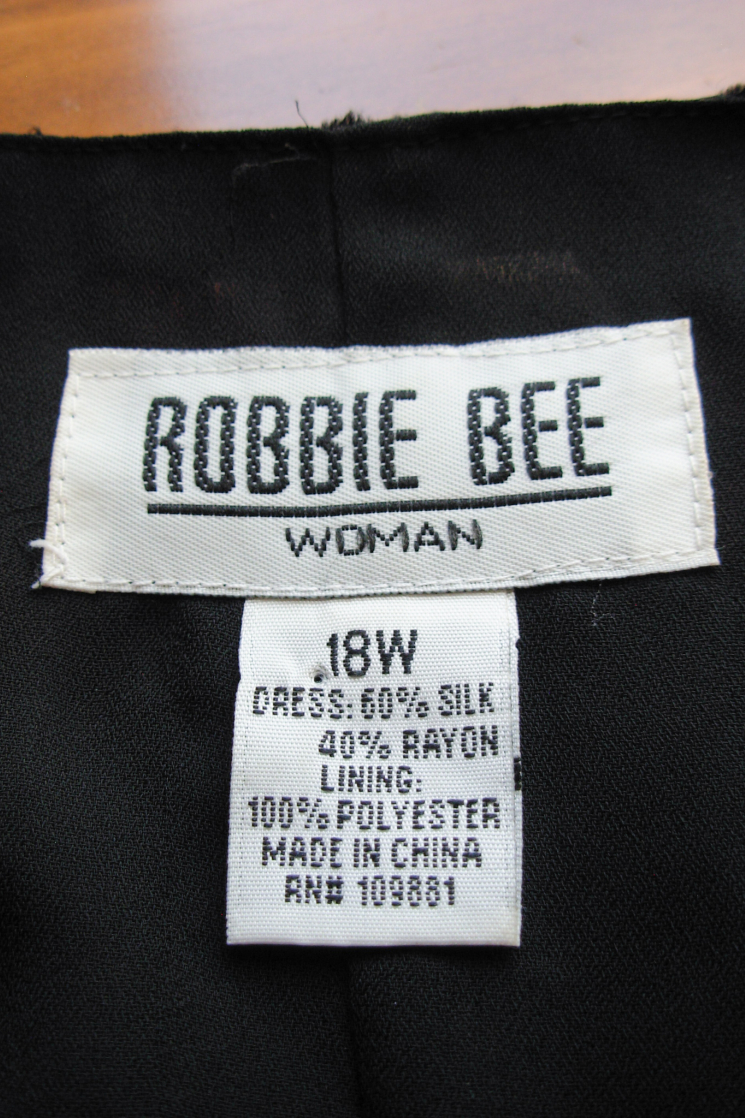 ROBBIE BEE
WOMAN
18W
DRESS: 60% SILK
40% RAYON
LINING:
100% POLYESTER
MADE IN CHINA
RN# 109881